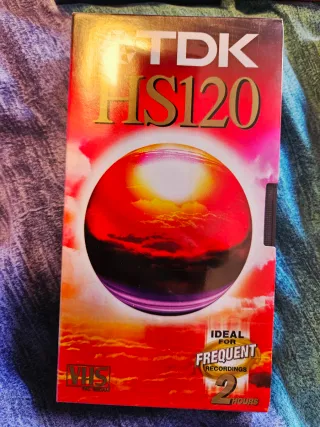 TDK
HS120
IDEAL
FOR
FREQUENT
RECORDINGS
2 HOURS
VHS